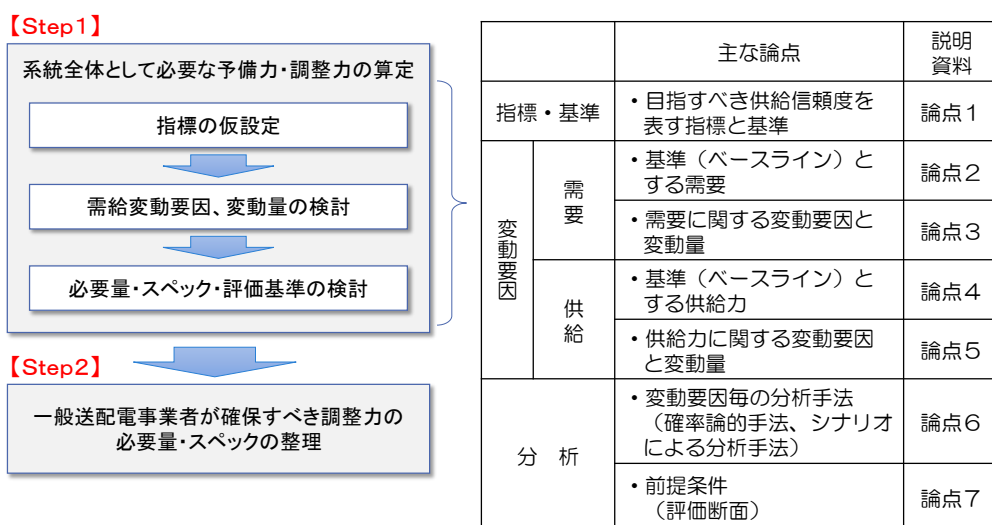 【Step1】
系統全体として必要な予備力・調整力の算定
指標の仮設定
需給変動要因、変動量の検討
必要量・スペック・評価基準の検討
【Step2】
一般送配電事業者が確保すべき調整力の
必要量・スペックの整理
主な論点
説明
資料
指標・基準
・目指すべき供給信頼度を
表す指標と基準
論点1
変動要因
需要
・基準（ベースライン）と
する需要
論点2
・需要に関する変動要因と
変動量
論点3
供給
・基準（ベースライン）と
する供給力
論点4
・供給力に関する変動要因
と変動量
論点5
分　析
・変動要因毎の分析手法
（確率論的手法、シナリオ
による分析手法）
論点6
・前提条件
（評価断面）
論点7